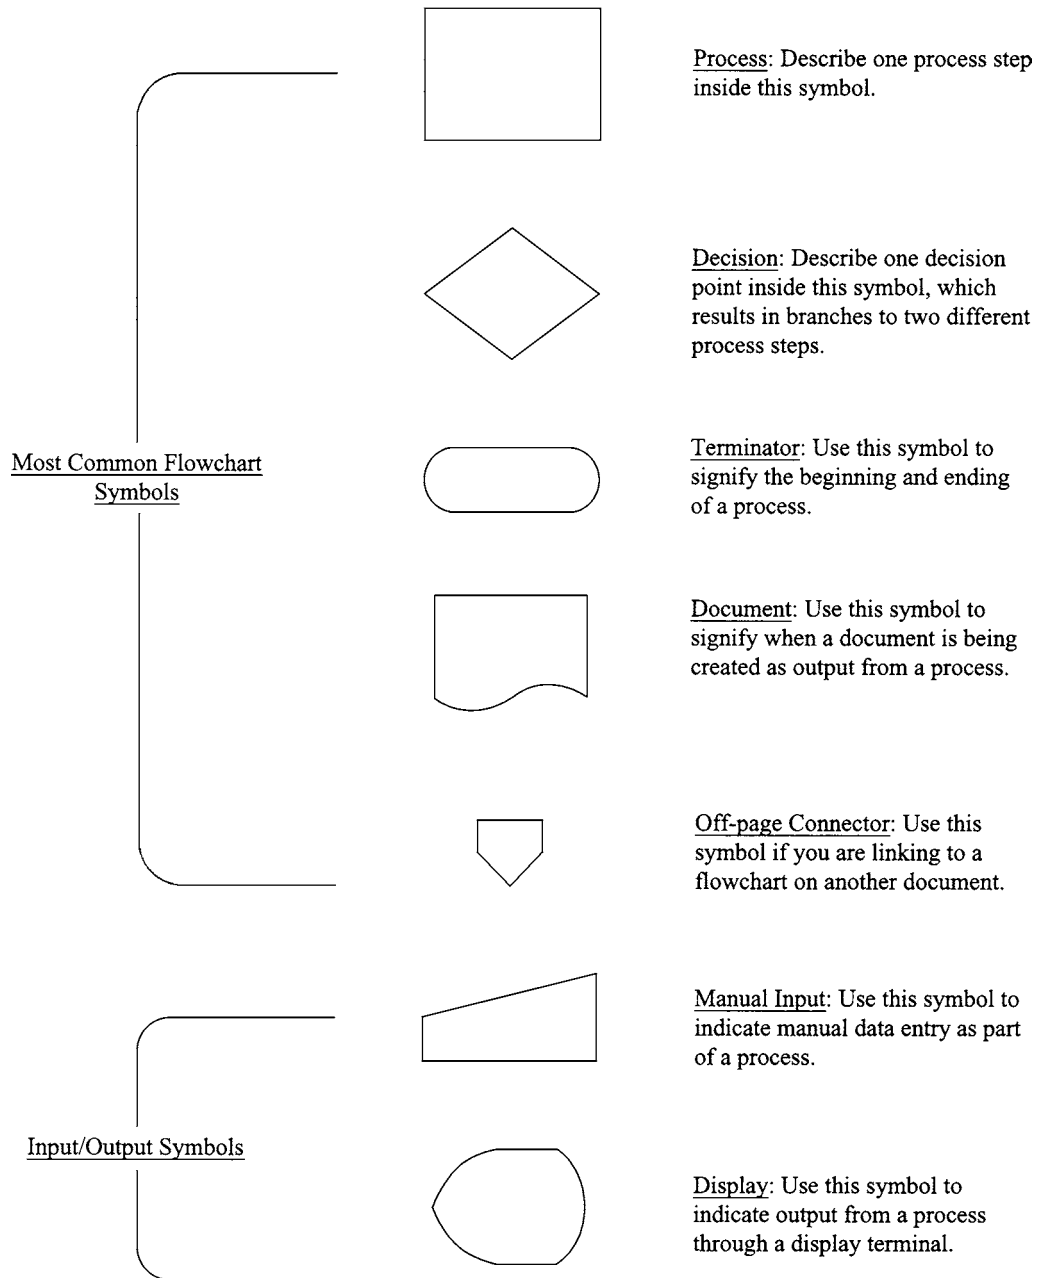 Process: Describe one process step
inside this symbol.
Decision: Describe one decision
point inside this symbol, which
results in branches to two different
process steps.
Most Common Flowchart
Symbols
Terminator: Use this symbol to
signify the beginning and ending
of a process.
Document: Use this symbol to
signify when a document is being
created as output from a process.
Off-page Connector: Use this
symbol if you are linking to a
flowchart on another document.
Manual Input: Use this symbol to
indicate manual data entry as part
of a process.
Input/Output Symbols
Display: Use this symbol to
indicate output from a process
through a display terminal.